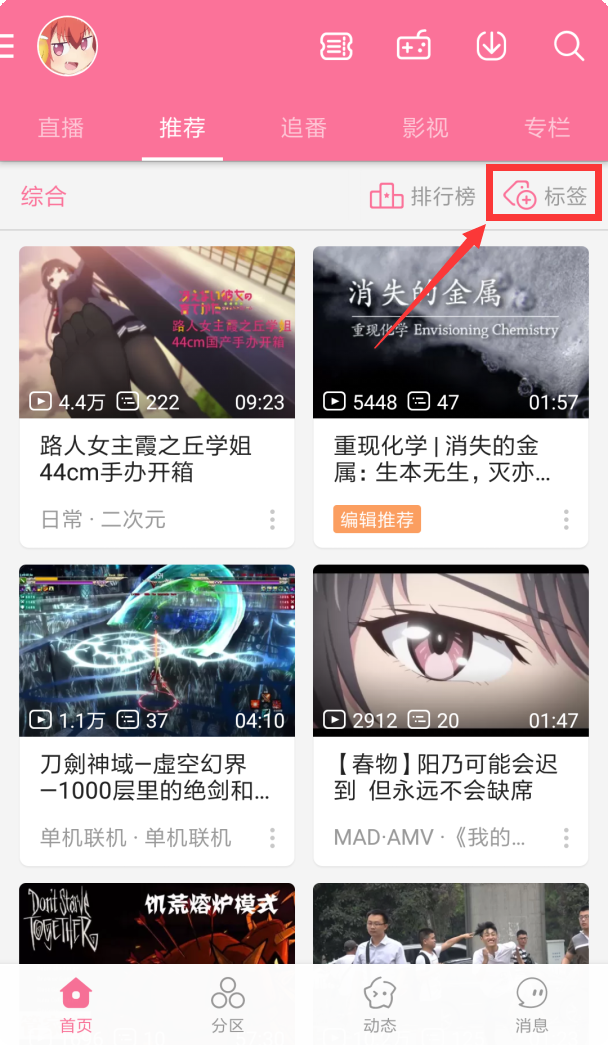 直播
推荐
追番
影视
专栏
综合
排行榜
标签
路人女主霞之丘学姐
44cm国产手办开箱
4.4万
222
09:23
消失的金属
重现化学 Envisioning Chemistry
5448
47
01:57
路人女主霞之丘学姐
44cm手办开箱
日常 · 二次元
重现化学 | 消失的金
属：生本无生，灭亦…
编辑推荐
1.1万
37
04:10
2912
20
01:47
刀劍神域—虛空幻界
—1000层里的绝剑和…
单机联机 · 单机联机
【春物】阳乃可能会迟
到 但永远不会缺席
MAD·AMV · 《我的…
Don't Starve
TOGETHER
饥荒熔炉模式
首页
分区
动态
消息